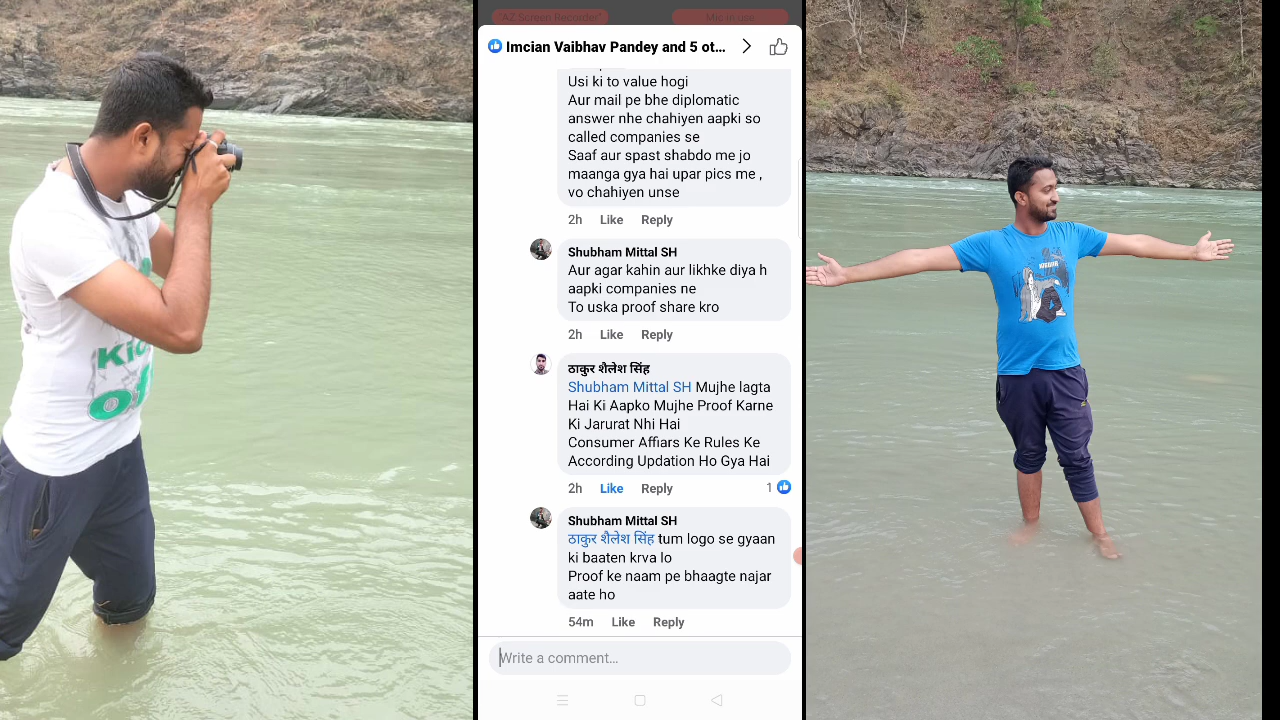 AZ Screen Recorder
Mic in use
Imcian Vaibhav Pandey and 5 ot...
Usi ki to value hogi
Aur mail pe bhe diplomatic
answer nhe chahiyen aapki so
called companies se
Saaf aur spast shabdo me jo
maanga gya hai upar pics me ,
vo chahiyen unse
2h Like Reply
Shubham Mittal SH
Aur agar kahin aur likhke diya h
aapki companies ne
To uska proof share kro
2h Like Reply
ठाकुर शैलेश सिंह
Shubham Mittal SH Mujhe lagta
Hai Ki Aapko Mujhe Proof Karne
Ki Jarurat Nhi Hai
Consumer Affiars Ke Rules Ke
According Updation Ho Gya Hai
2h Like Reply 1
Shubham Mittal SH
ठाकुर शैलेश सिंह tum logo se gyaan
ki baaten krva lo
Proof ke naam pe bhaagte najar
aate ho
54m Like Reply
Write a comment...